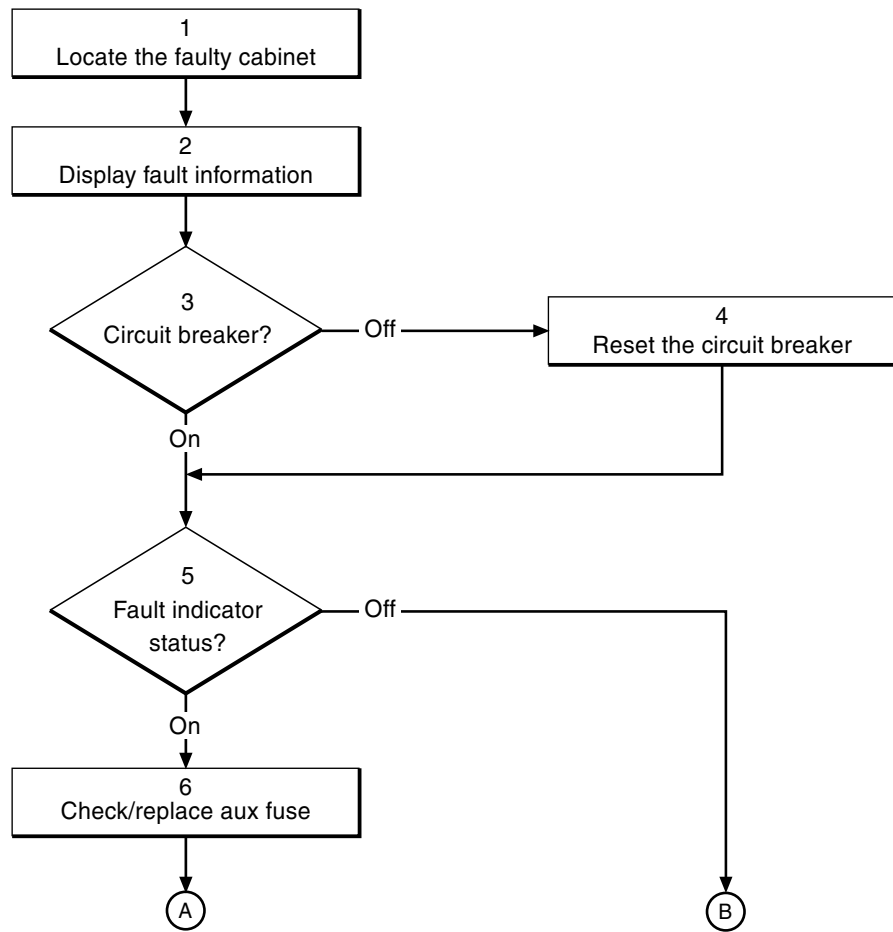 1
Locate the faulty cabinet
2
Display fault information
3
Circuit breaker?
Off
4
Reset the circuit breaker
On
5
Fault indicator
status?
Off
On
6
Check/replace aux fuse
A
B